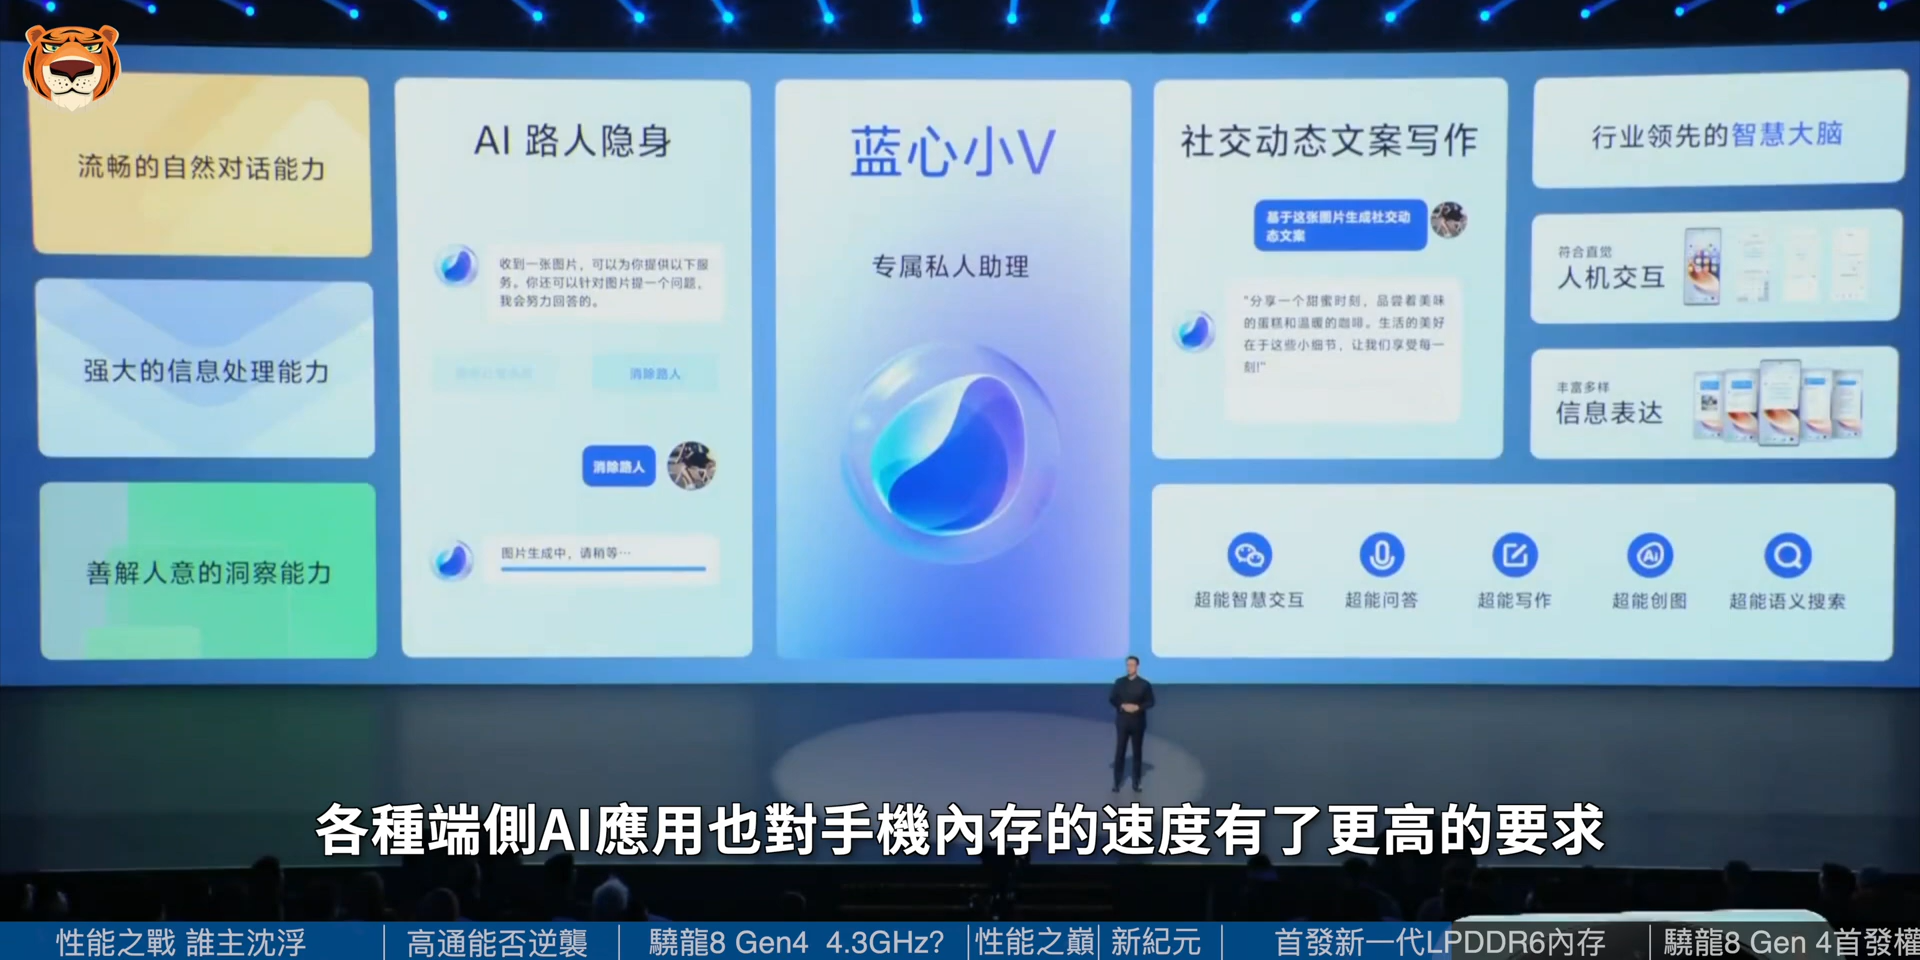 流畅的自然对话能力
强大的信息处理能力
善解人意的洞察能力
AI 路人隐身
收到一张图片，可以为你提供以下服
务。你还可以针对图片提一个问题，
我会努力回答的。
消除路人
消除路人
图片生成中，请稍等…
蓝心小V
专属私人助理
社交动态文案写作
基于这张图片生成社交动
态文案
“分享一个甜蜜时刻，品尝着美味
的蛋糕和温暖的咖啡。生活的美好
在于这些小细节，让我们享受每一
刻!”
行业领先的智慧大脑
符合直觉
人机交互
丰富多样
信息表达
超能智慧交互
超能问答
超能写作
超能创图
超能语义搜索
各種端側AI應用也對手機內存的速度有了更高的要求
性能之戰 誰主沈浮 | 高通能否逆襲 | 驍龍8 Gen4 4.3GHz? |性能之巔| 新紀元 | 首發新一代LPDDR6內存 | 驍龍8 Gen 4首發權